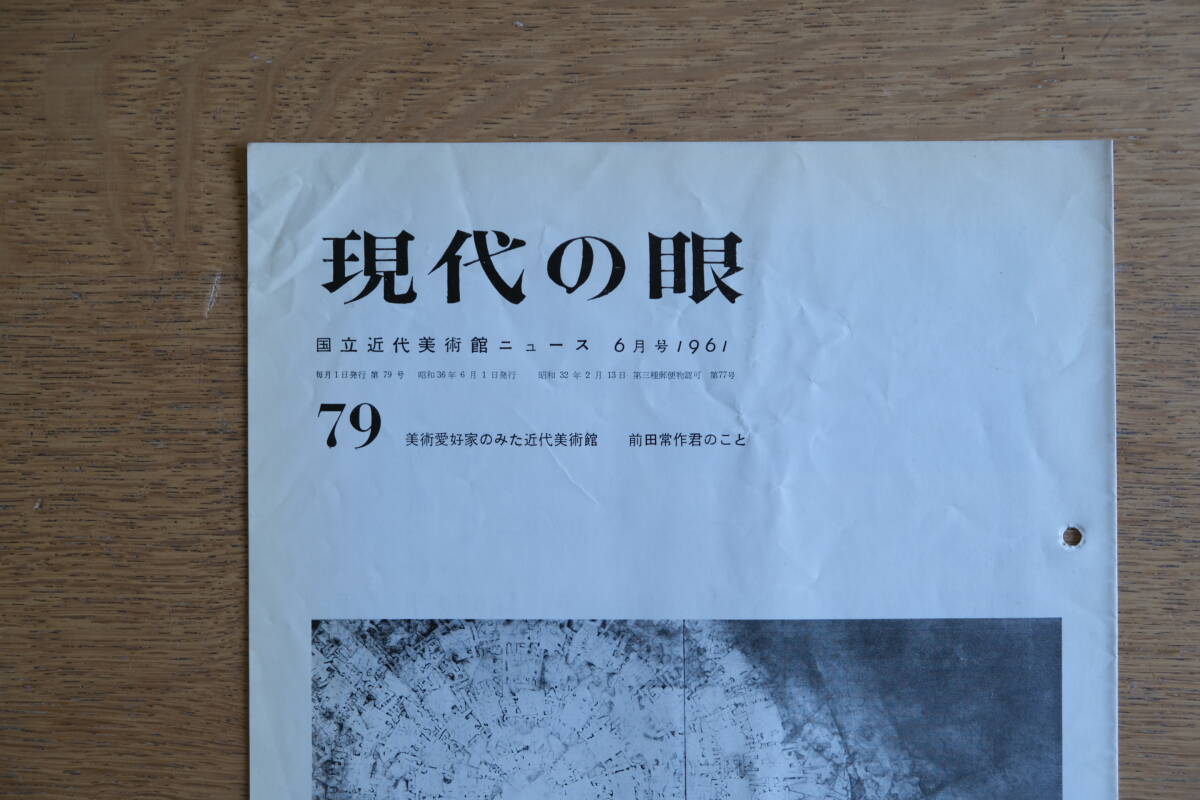 現代の眼
国立近代美術館ニュース 6月号1961
毎月1日発行 第79号 昭和36年6月1日発行 昭和32年2月13日 第三種郵便物認可 第77号
79 美術愛好家のみた近代美術館 前田常作君のこと